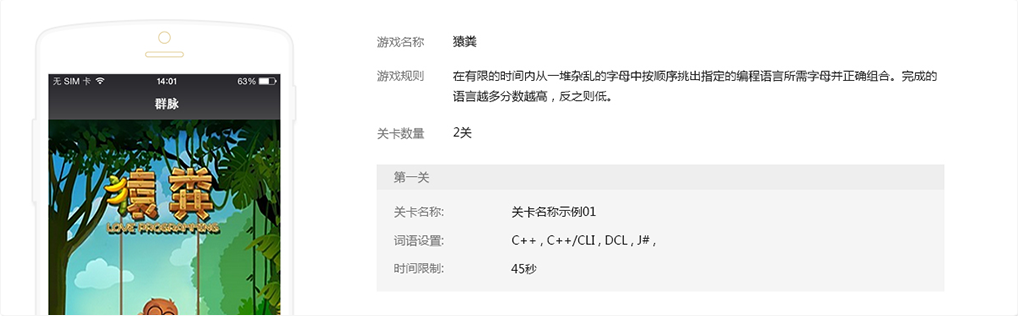 无 SIM 卡 14:01 63%
群脉
猿粪
LOVE PROGRAMMING
游戏名称 猿粪
游戏规则 在有限的时间内从一堆杂乱的字母中按顺序挑出指定的编程语言所需字母并正确组合。完成的
语言越多分数越高，反之则低。
关卡数量 2关
第一关
关卡名称: 关卡名称示例01
词语设置: C++ , C++/CLI , DCL , J# ,
时间限制: 45秒